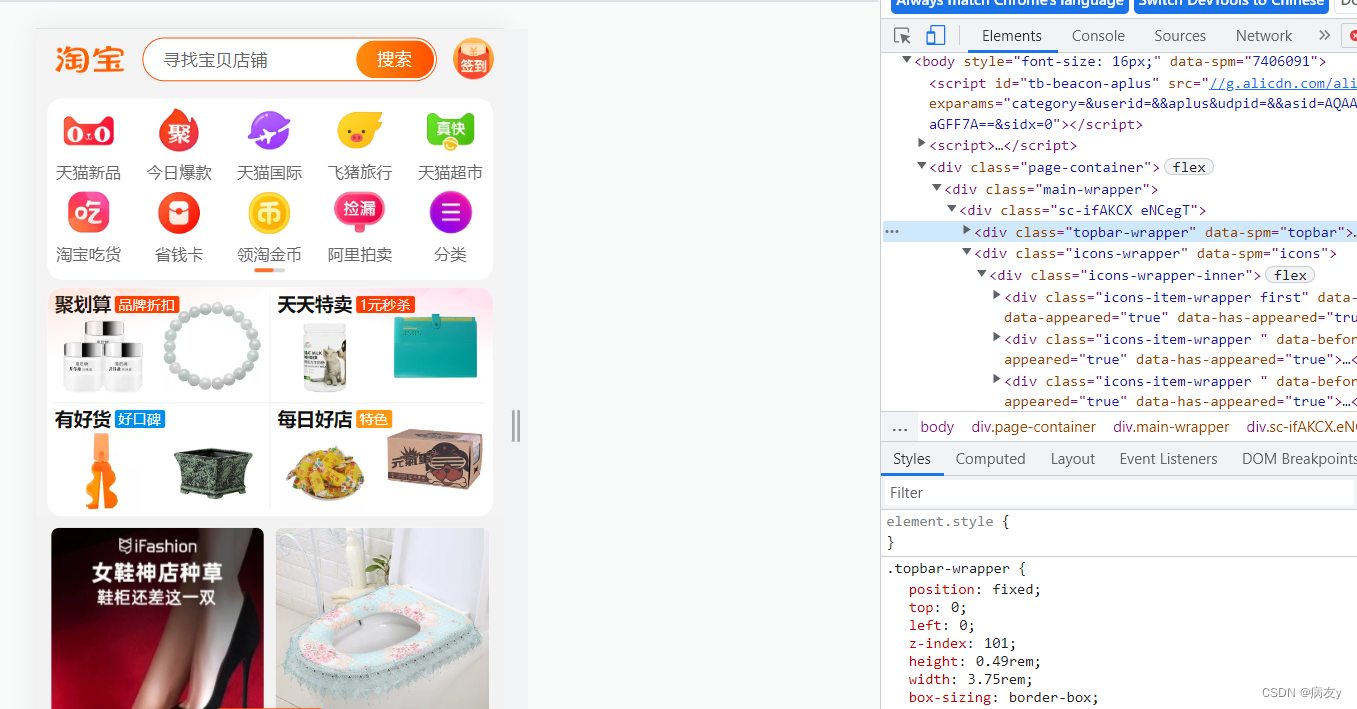 Always match Chrome's language
Switch DevTools to Chinese
淘宝
寻找宝贝店铺
搜索
签到
天猫新品
今日爆款
天猫国际
飞猪旅行
天猫超市
聚
真快
吃
币
捡漏
淘宝吃货
省钱卡
领淘金币
阿里拍卖
分类
聚划算 品牌折扣
天天特卖 1元秒杀
有好货 好口碑
每日好店 特色
iFashion
女鞋神店种草
鞋柜还差这一双
Elements
Console
Sources
Network
<body style="font-size: 16px;" data-spm="7406091">
<script id="tb-beacon-aplus" src="//g.alicdn.com/ali
exparams="category=&userid=&&aplus&udpid=&&asid=AQAA
aGFF7A==&sidx=0"></script>
<script>…</script>
<div class="page-container"> flex
<div class="main-wrapper">
<div class="sc-ifAKCX eNCegT">
<div class="topbar-wrapper" data-spm="topbar">…
<div class="icons-wrapper" data-spm="icons">
<div class="icons-wrapper-inner"> flex
<div class="icons-item-wrapper first" data-
data-appeared="true" data-has-appeared="tru
<div class="icons-item-wrapper " data-befor
appeared="true" data-has-appeared="true">…<
<div class="icons-item-wrapper " data-befor
appeared="true" data-has-appeared="true">…<
... body div.page-container div.main-wrapper div.sc-ifAKCX.eNC
Styles
Computed
Layout
Event Listeners
DOM Breakpoints
Filter
element.style {
}
.topbar-wrapper {
position: fixed;
top: 0;
left: 0;
z-index: 101;
height: 0.49rem;
width: 3.75rem;
box-sizing: border-box;
CSDN @病友y